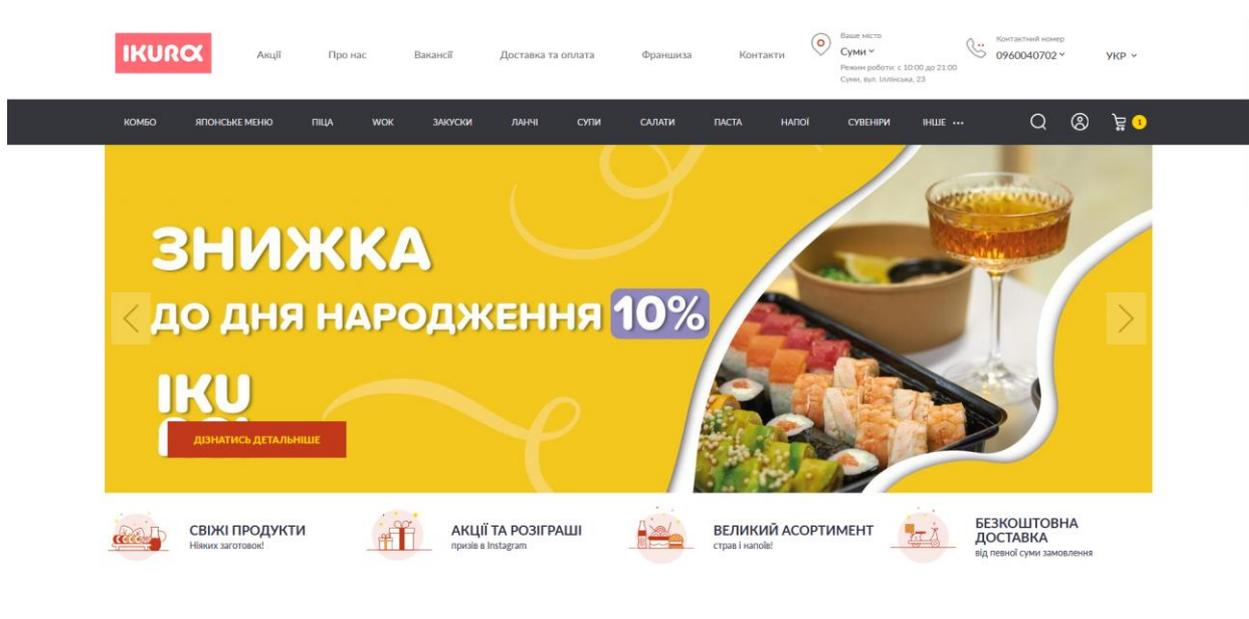 IKURA
Акції
Про нас
Вакансії
Доставка та оплата
Франшиза
Контакти
Ваше місто
Суми
Режим роботи: с 10:00 до 21:00
Суми, вул. Іллінська, 23
Контактний номер
0960040702
УКР
КОМБО
ЯПОНСЬКЕ МЕНЮ
ПІЦА
WOK
ЗАКУСКИ
ЛАНЧІ
СУПИ
САЛАТИ
ПАСТА
НАПОЇ
СУВЕНІРИ
ІНШЕ ...
1
ЗНИЖКА
ДО ДНЯ НАРОДЖЕННЯ 10%
IKU
ДІЗНАТИСЬ ДЕТАЛЬНІШЕ
СВІЖІ ПРОДУКТИ
Ніяких заготовок!
АКЦІЇ ТА РОЗІГРАШІ
призів в Instagram
ВЕЛИКИЙ АСОРТИМЕНТ
страв і напоїв!
БЕЗКОШТОВНА
ДОСТАВКА
від певної суми замовлення